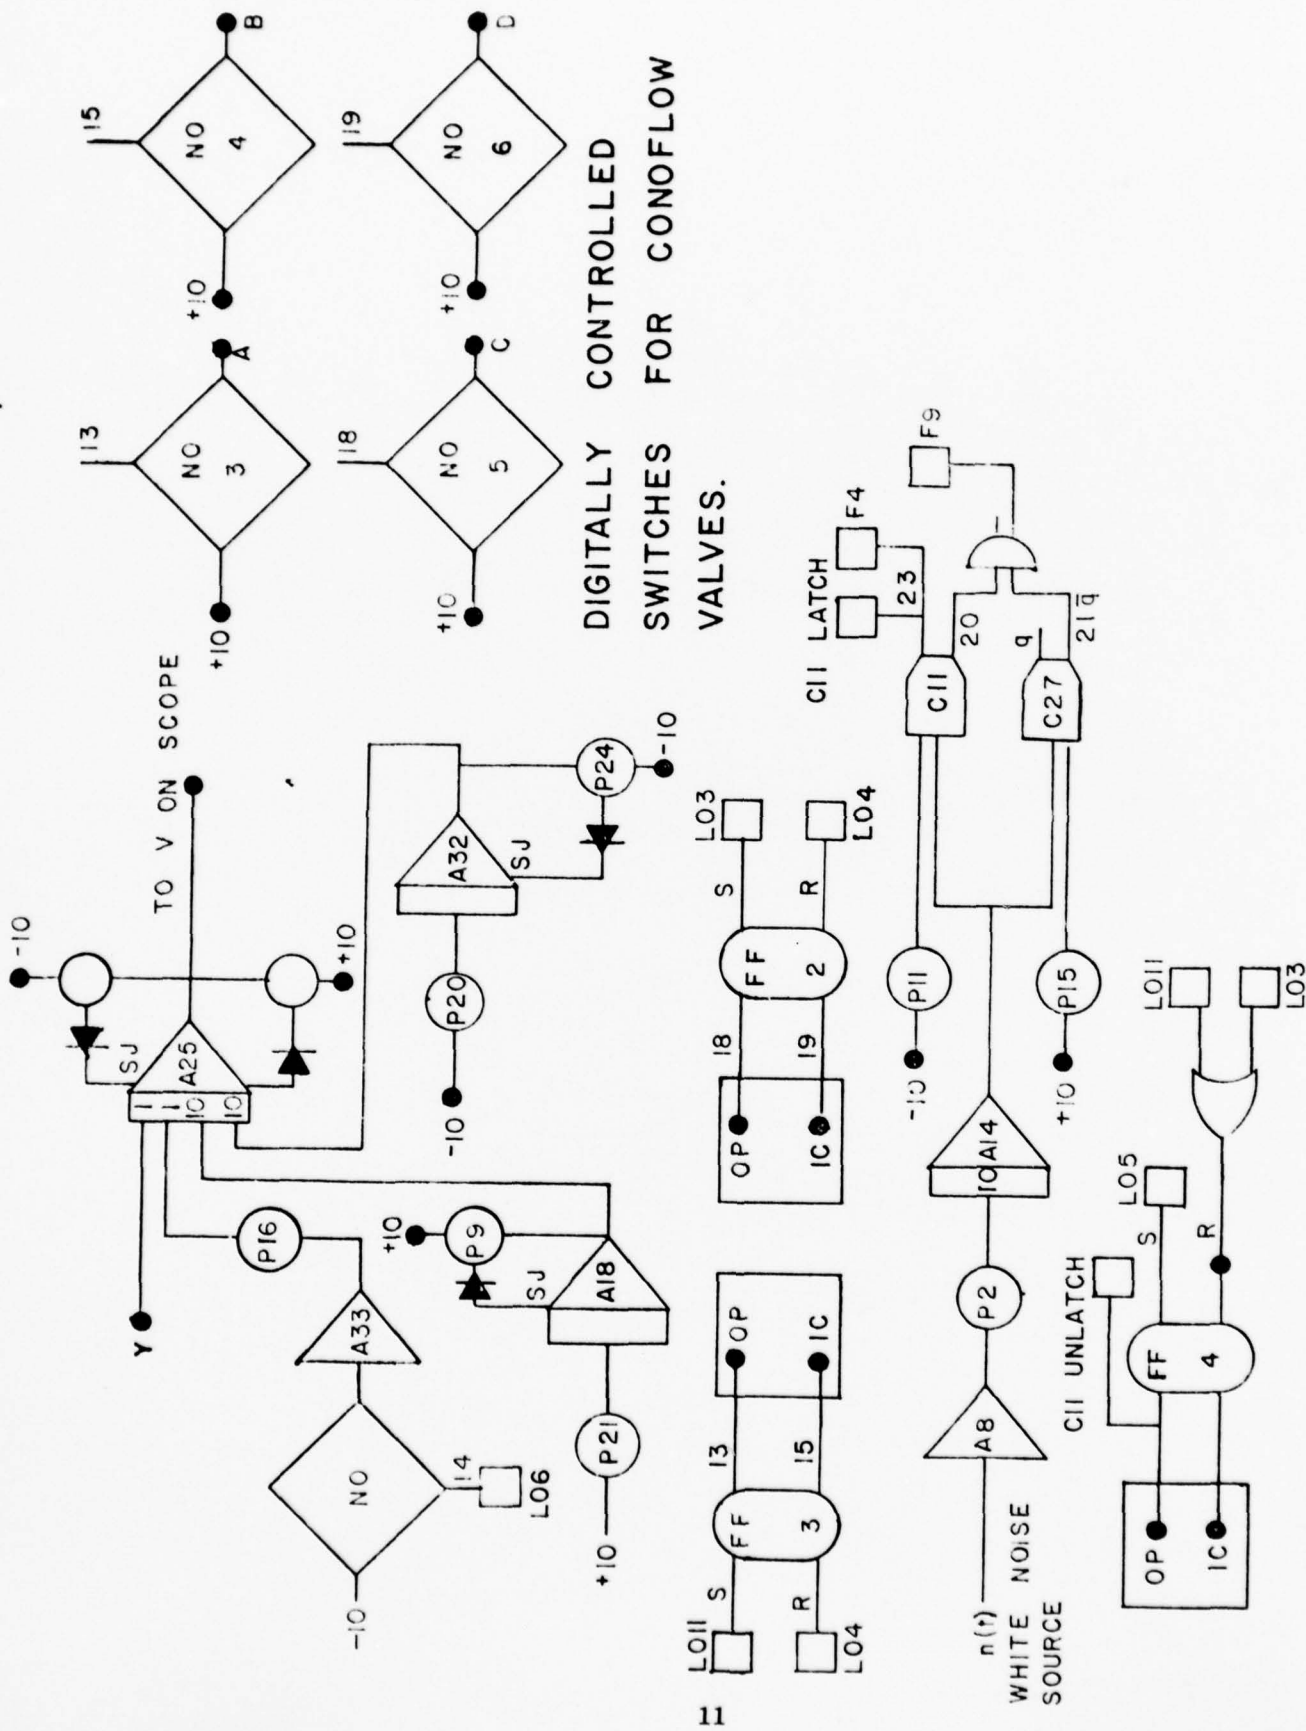 -10
TO V ON SCOPE
SJ
1
1
10
10
A25
+10
Y
P16
A33
NO
-10
14
L06
+10
P9
SJ
A18
P21
+10
-10
P20
A32
SJ
P24
-10
13
NO
3
+10
A
15
NO
4
+10
B
18
NO
5
+10
C
19
NO
6
+10
D
DIGITALLY CONTROLLED
SWITCHES FOR CONOFLOW
VALVES.
L011
S
FF
3
13
OP
R
L04
15
IC
OP
18
FF
2
S
L03
IC
19
R
L04
n(t)
WHITE NOISE
SOURCE
A8
P2
10
A14
-10
P11
+10
P15
C11
C27
C11 LATCH
23
F4
20
q
21q̅
F9
C11 UNLATCH
OP
IC
FF
4
S
L05
R
L011
L03
11